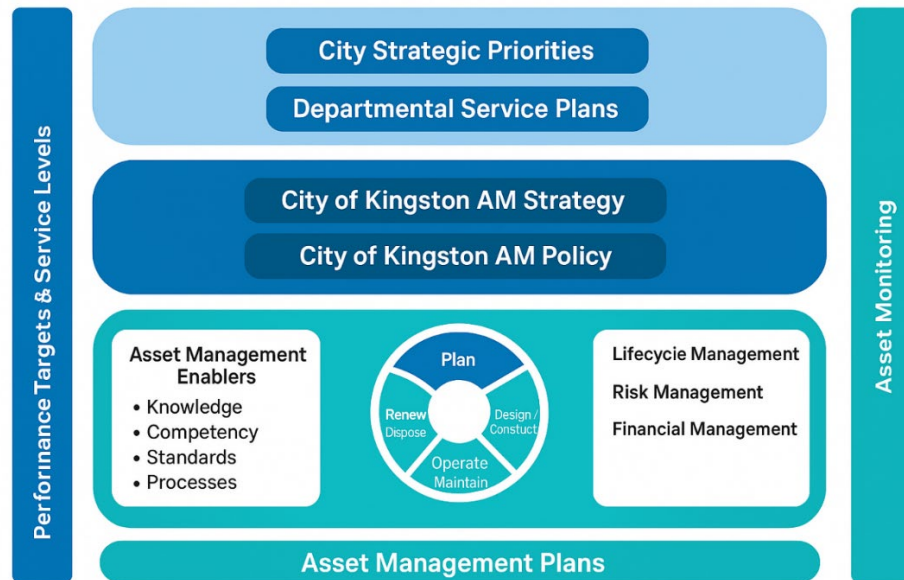 Performance Targets & Service Levels
City Strategic Priorities
Departmental Service Plans
City of Kingston AM Strategy
City of Kingston AM Policy
Asset Management
Enablers
• Knowledge
• Competency
• Standards
• Processes
Plan
Renew
Dispose
Design /
Constuct
Operate
Maintain
Lifecycie Management
Risk Management
Financial Management
Asset Management Plans
Asset Monitoring